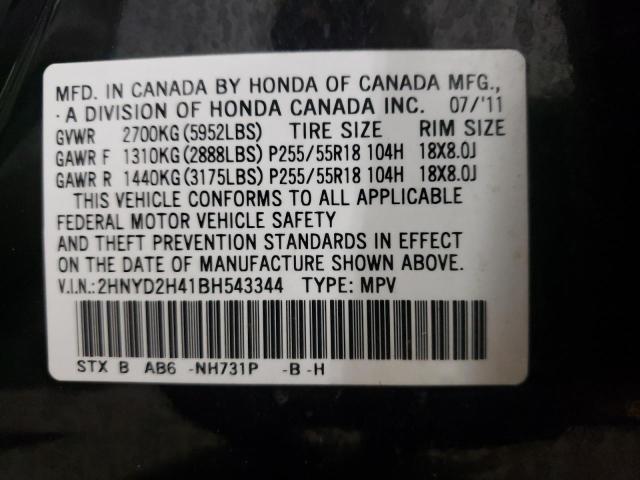 MFD. IN CANADA BY HONDA OF CANADA MFG.,
· A DIVISION OF HONDA CANADA INC. 07/'11
GVWR 2700KG(5952LBS) TIRE SIZE RIM SIZE
GAWR F 1310KG(2888LBS) P255/55R18 104H 18X8.0J
GAWR R 1440KG(3175LBS) P255/55R18 104H 18X8.0J
THIS VEHICLE CONFORMS TO ALL APPLICABLE
FEDERAL MOTOR VEHICLE SAFETY
AND THEFT PREVENTION STANDARDS IN EFFECT
ON THE DATE OF MANUFACTURE SHOWN ABOVE.
V.I.N.:2HNYD2H41BH543344 TYPE: MPV
STX B AB6 -NH731P -B -H